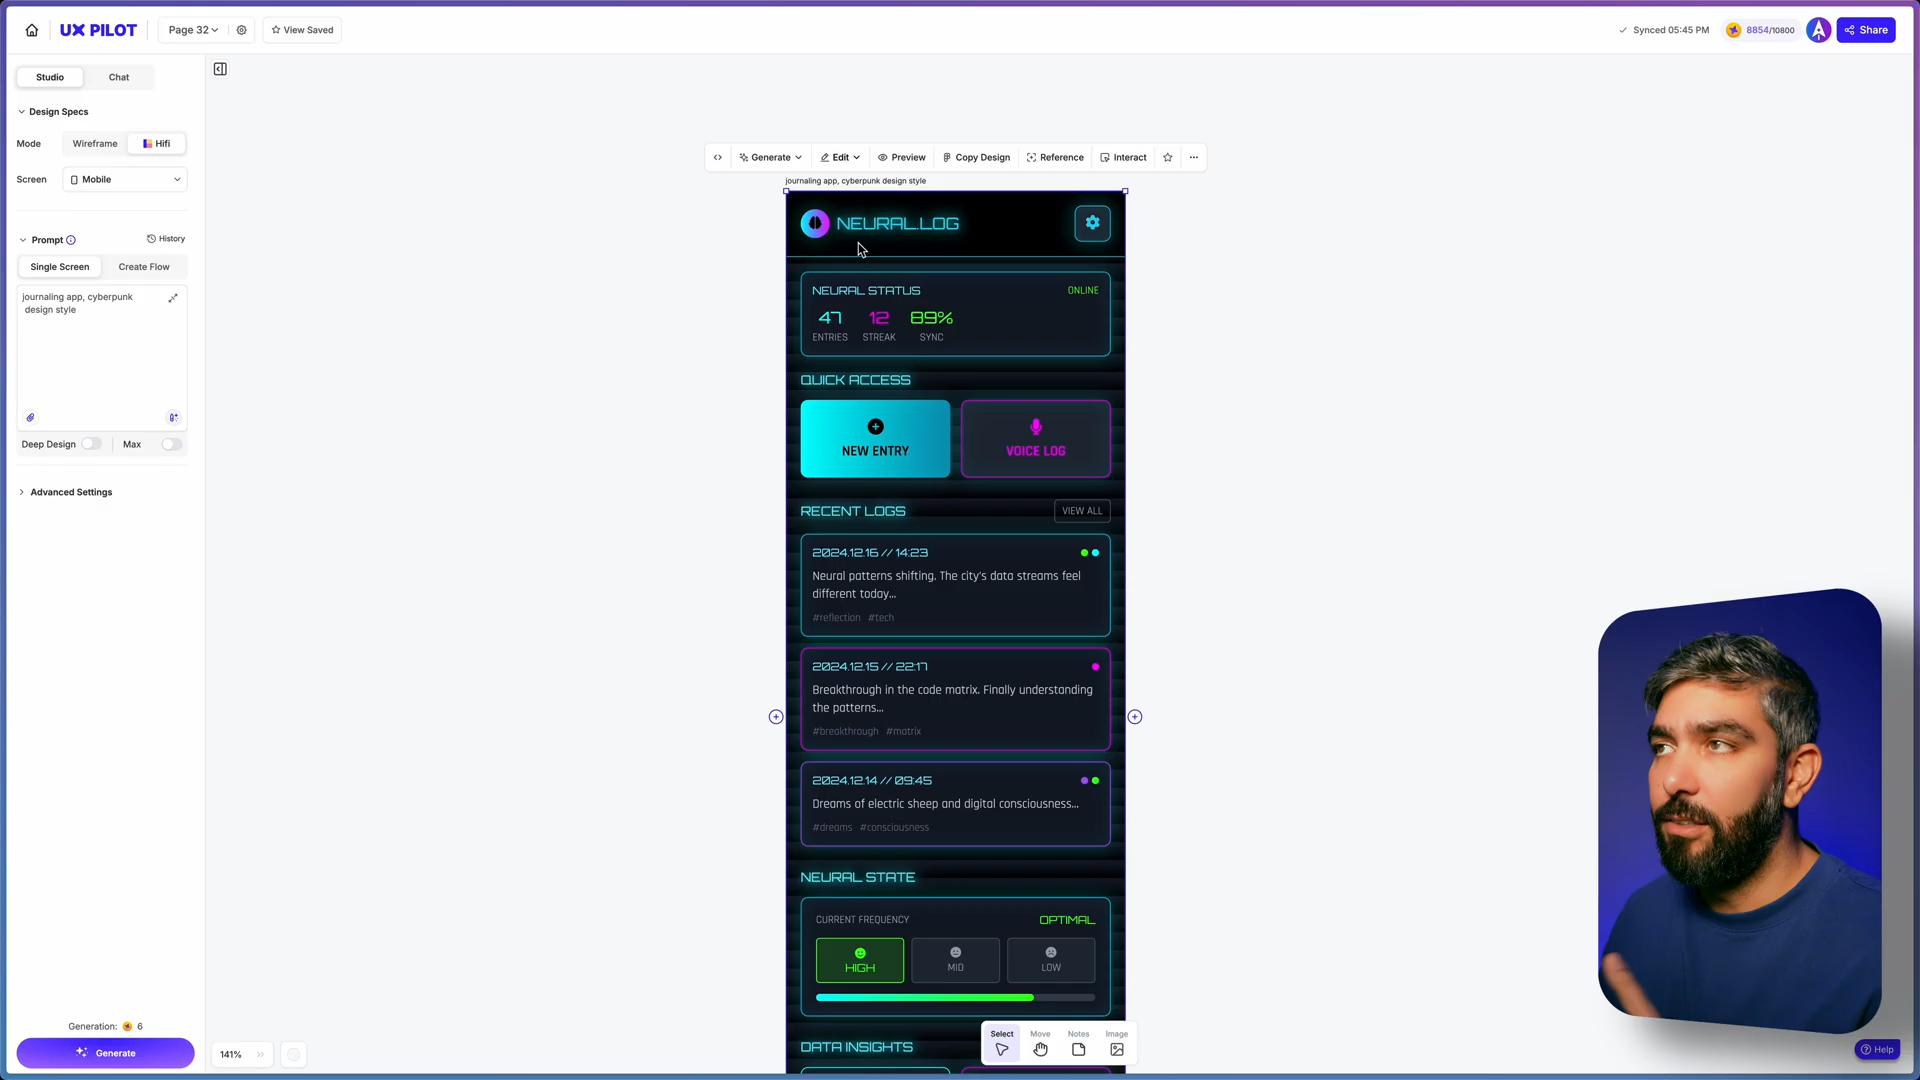 UX PILOT
Page 32
View Saved
Synced 05:45 PM
8854/10800
Share
Studio
Chat
Design Specs
Mode
Wireframe
Hifi
Screen
Mobile
Prompt
History
Single Screen
Create Flow
journaling app, cyberpunk
design style
Deep Design
Max
Advanced Settings
Generation:
6
Generate
141%
Generate
Edit
Preview
Copy Design
Reference
Interact
journaling app, cyberpunk design style
NEURAL.LOG
NEURAL STATUS
ONLINE
47
12
89%
ENTRIES
STREAK
SYNC
QUICK ACCESS
NEW ENTRY
VOICE LOG
RECENT LOGS
VIEW ALL
2024.12.16 // 14:23
Neural patterns shifting. The city's data streams feel
different today...
#reflection #tech
2024.12.15 // 22:17
Breakthrough in the code matrix. Finally understanding
the patterns...
#breakthrough #matrix
2024.12.14 // 09:45
Dreams of electric sheep and digital consciousness...
#dreams #consciousness
NEURAL STATE
CURRENT FREQUENCY
OPTIMAL
HIGH
MID
LOW
DATA INSIGHTS
Select
Move
Notes
Image
Help